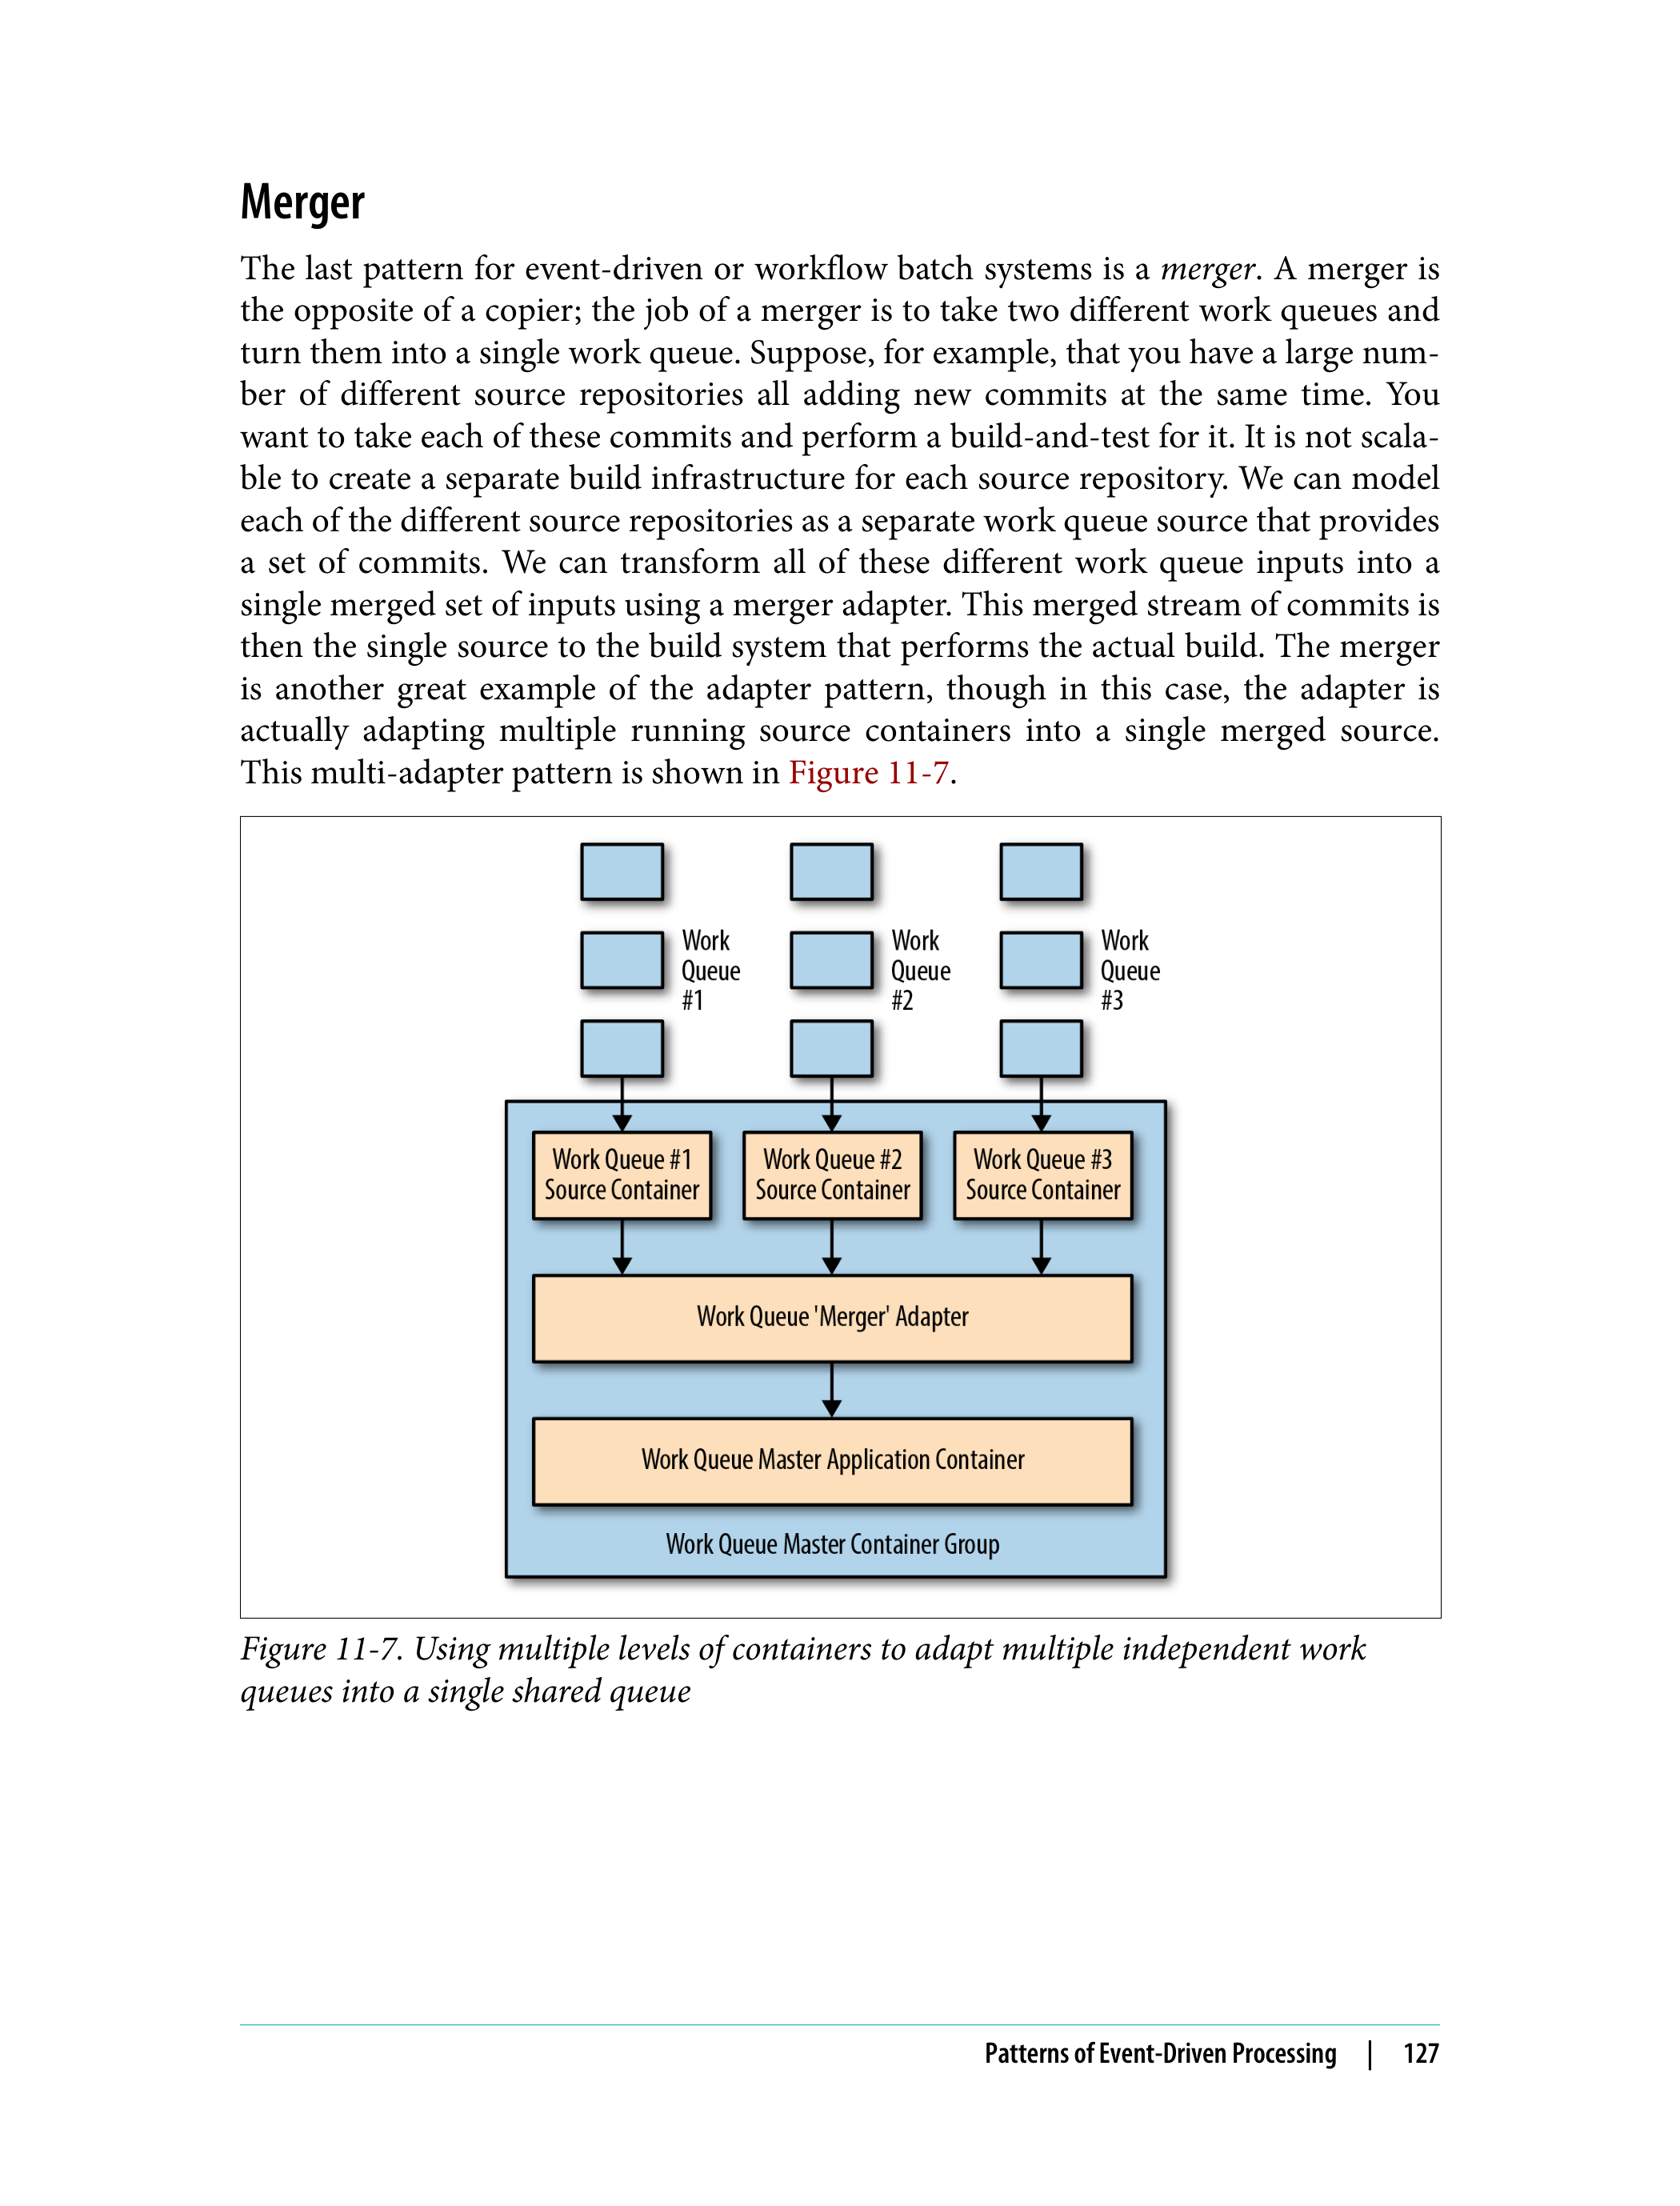 Merger
The last pattern for event-driven or workflow batch systems is a merger. A merger is
the opposite of a copier; the job of a merger is to take two different work queues and
turn them into a single work queue. Suppose, for example, that you have a large num-
ber of different source repositories all adding new commits at the same time. You
want to take each of these commits and perform a build-and-test for it. It is not scala-
ble to create a separate build infrastructure for each source repository. We can model
each of the different source repositories as a separate work queue source that provides
a set of commits. We can transform all of these different work queue inputs into a
single merged set of inputs using a merger adapter. This merged stream of commits is
then the single source to the build system that performs the actual build. The merger
is another great example of the adapter pattern, though in this case, the adapter is
actually adapting multiple running source containers into a single merged source.
This multi-adapter pattern is shown in Figure 11-7.
Work
Queue
#1
Work
Queue
#2
Work
Queue
#3
Work Queue #1
Source Container
Work Queue #2
Source Container
Work Queue #3
Source Container
Work Queue 'Merger' Adapter
Work Queue Master Application Container
Work Queue Master Container Group
Figure 11-7. Using multiple levels of containers to adapt multiple independent work
queues into a single shared queue
Patterns of Event-Driven Processing | 127